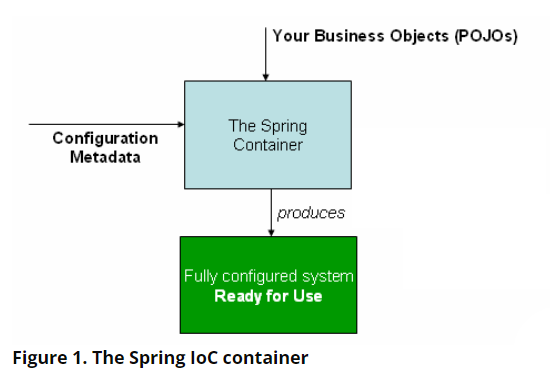 Your Business Objects (POJOs)
The Spring
Container
Configuration
Metadata
produces
Fully configured system
Ready for Use
Figure 1. The Spring IoC container